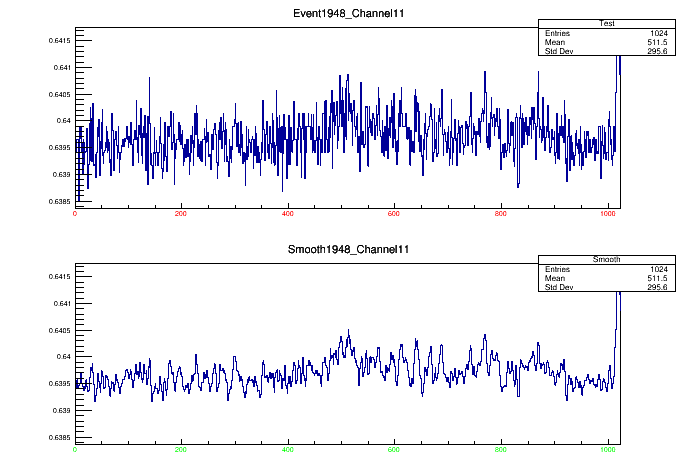 Event1948_Channel11
Test
Entries 1024
Mean 511.5
Std Dev 295.6
0.6415
0.641
0.6405
0.64
0.6395
0.639
0.6385
0 200 400 600 800 1000
Smooth1948_Channel11
Smooth
Entries 1024
Mean 511.5
Std Dev 295.6
0.6415
0.641
0.6405
0.64
0.6395
0.639
0.6385
0 200 400 600 800 1000